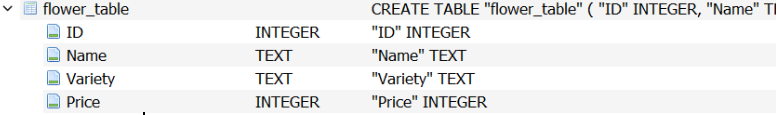 flower_table CREATE TABLE "flower_table" ( "ID" INTEGER, "Name"
ID INTEGER "ID" INTEGER
Name TEXT "Name" TEXT
Variety TEXT "Variety" TEXT
Price INTEGER "Price" INTEGER